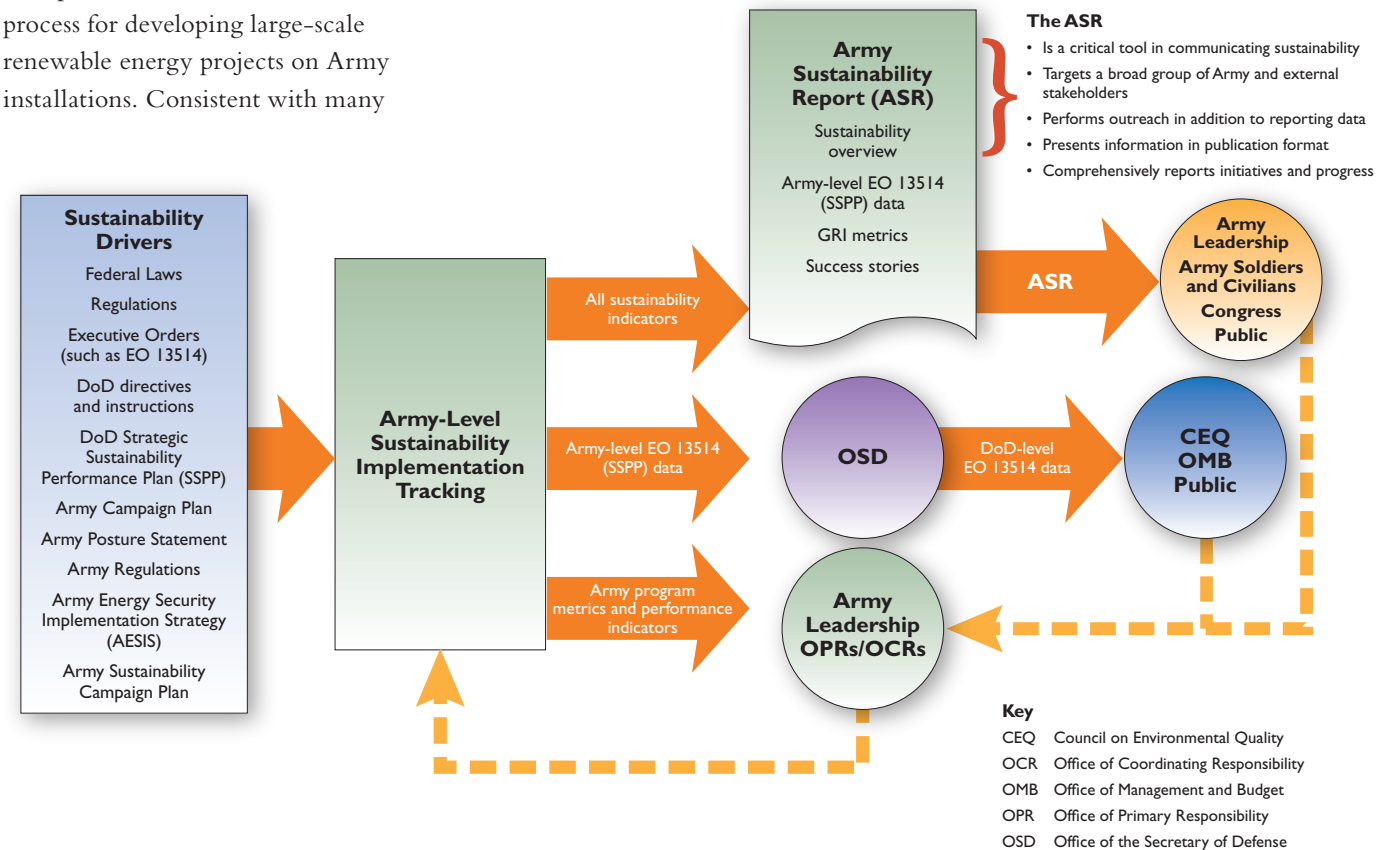 process for developing large-scale
renewable energy projects on Army
installations. Consistent with many
Sustainability
Drivers
Federal Laws
Regulations
Executive Orders
(such as EO 13514)
DoD directives
and instructions
DoD Strategic
Sustainability
Performance Plan (SSPP)
Army Campaign Plan
Army Posture Statement
Army Regulations
Army Energy Security
Implementation Strategy
(AESIS)
Army Sustainability
Campaign Plan
Army-Level
Sustainability
Implementation
Tracking
All sustainability
indicators
Army-level EO 13514
(SSPP) data
Army program
metrics and performance
indicators
Army
Sustainability
Report (ASR)
Sustainability
overview
Army-level EO 13514
(SSPP) data
GRI metrics
Success stories
The ASR
• Is a critical tool in communicating sustainability
• Targets a broad group of Army and external
stakeholders
• Performs outreach in addition to reporting data
• Presents information in publication format
• Comprehensively reports initiatives and progress
ASR
Army
Leadership
Army Soldiers
and Civilians
Congress
Public
OSD
DoD-level
EO 13514 data
CEQ
OMB
Public
Army
Leadership
OPRs/OCRs
Key
CEQ Council on Environmental Quality
OCR Office of Coordinating Responsibility
OMB Office of Management and Budget
OPR Office of Primary Responsibility
OSD Office of the Secretary of Defense